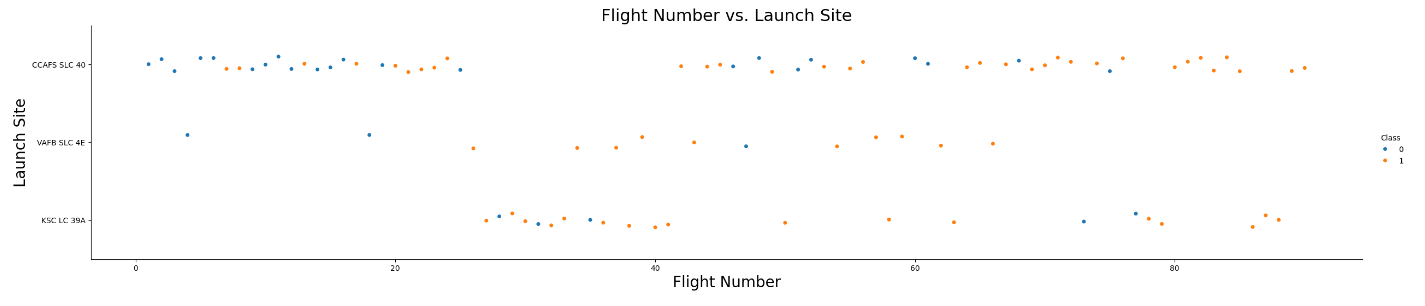 Flight Number vs. Launch Site
Launch Site
CCAFS SLC 40
VAFB SLC 4E
KSC LC 39A
0 20 40 60 80
Flight Number
Class
0
1